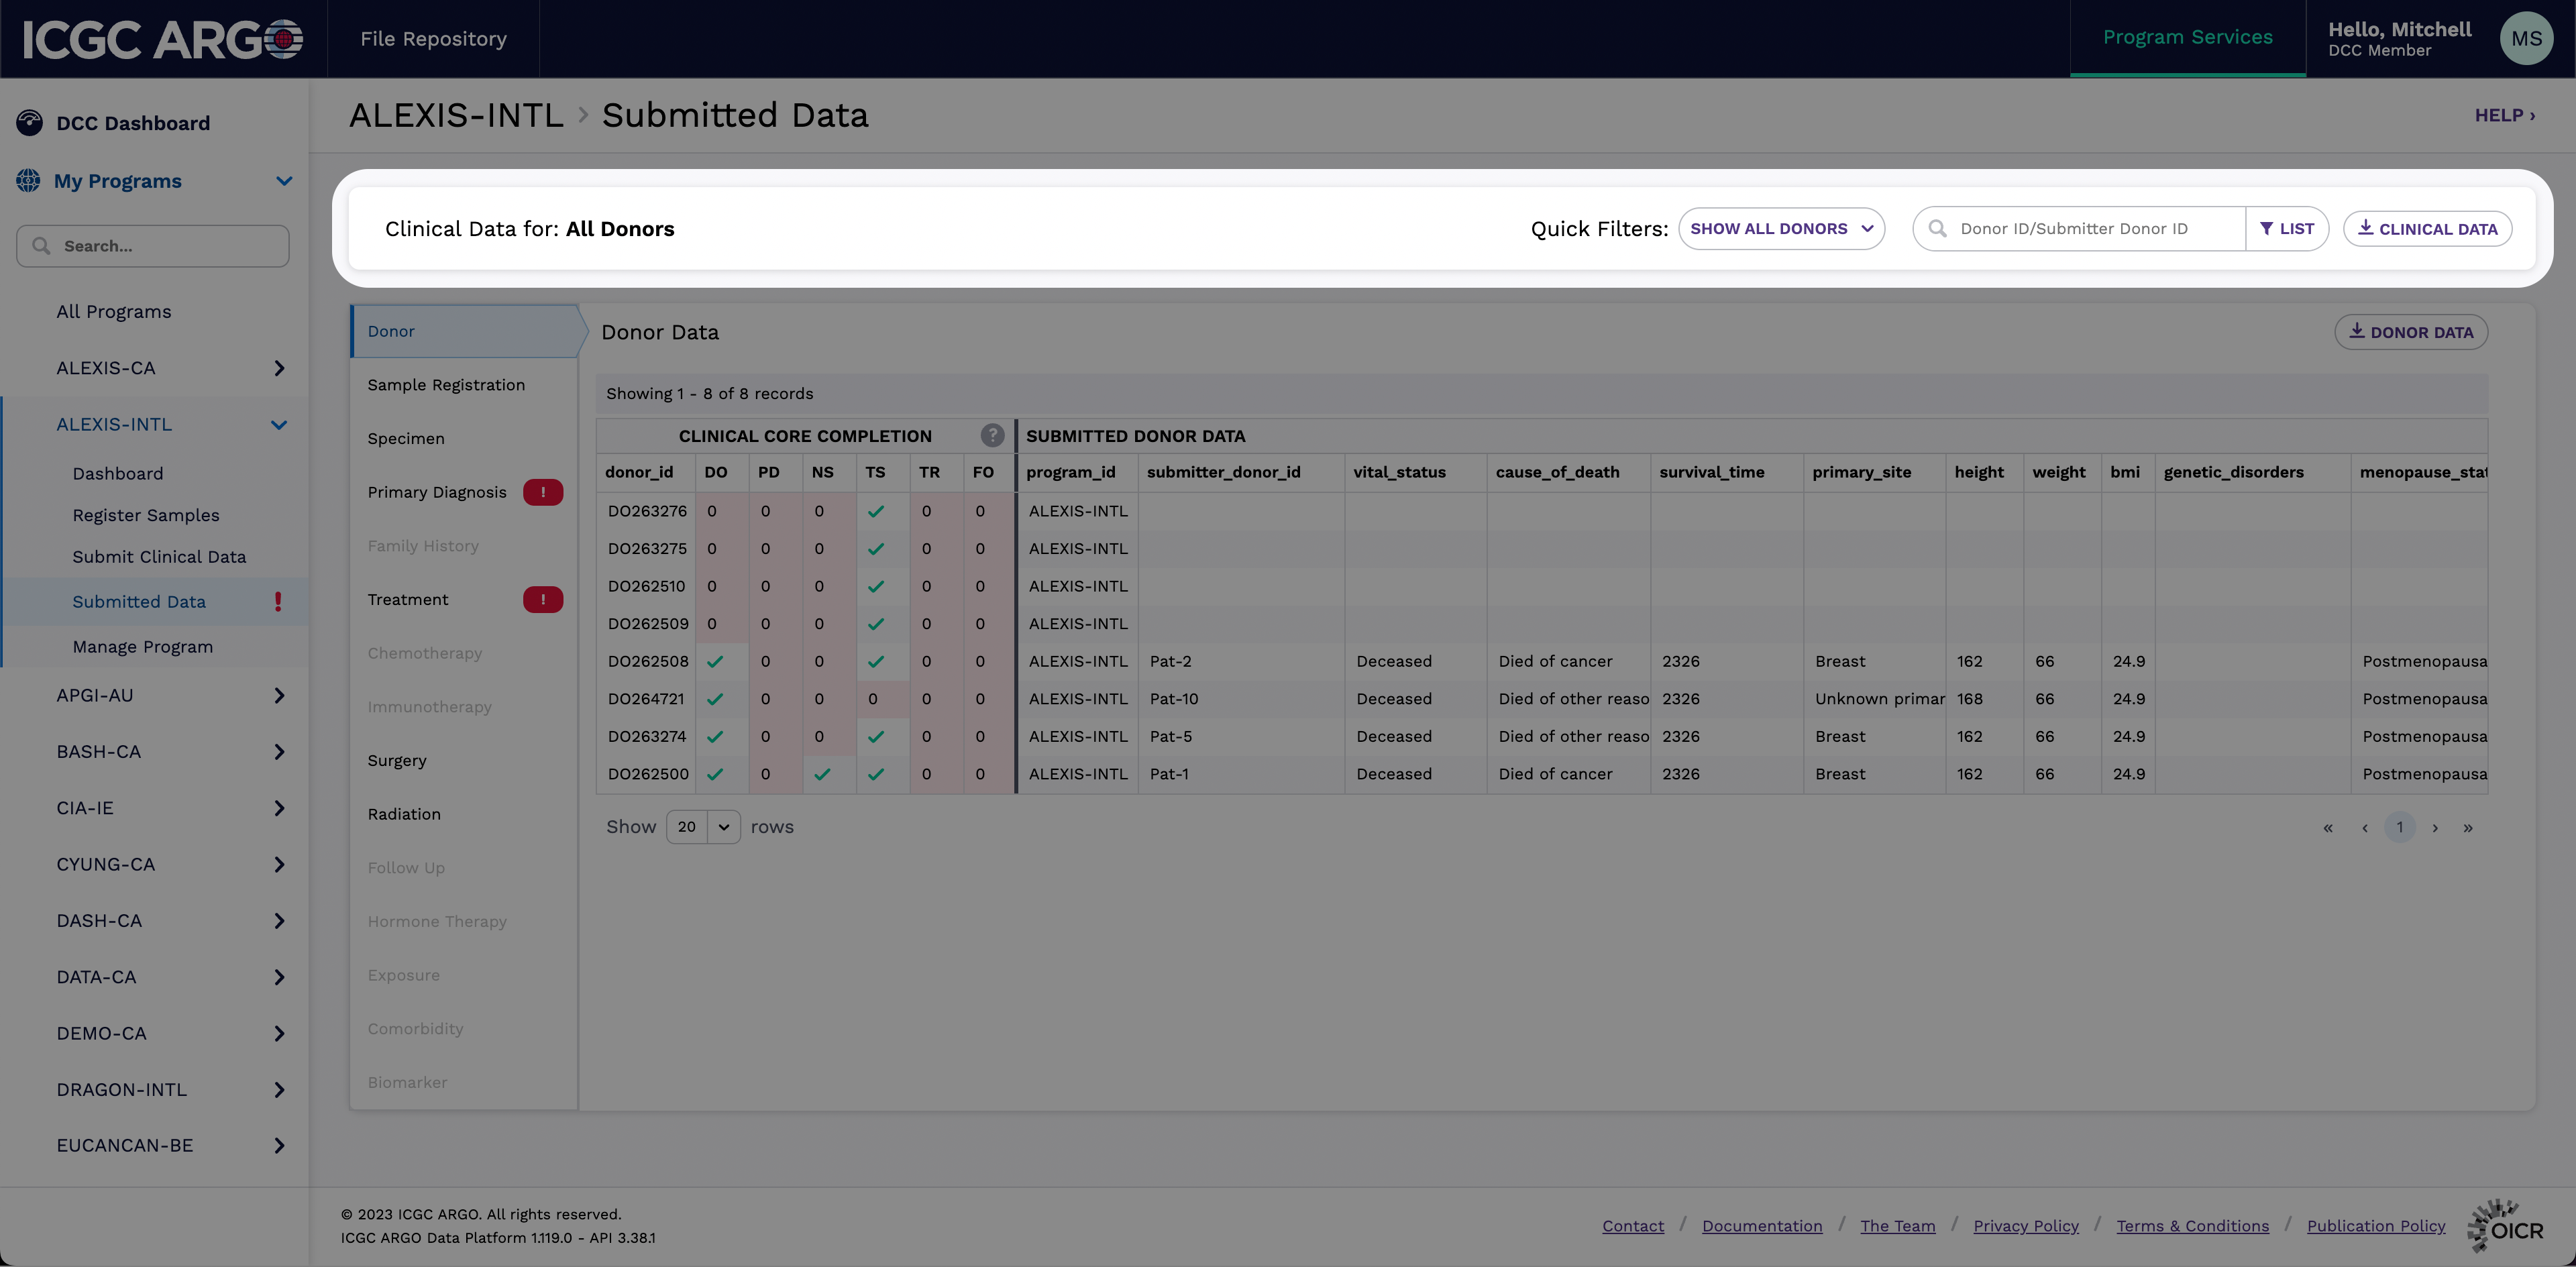 ICGC ARGO
File Repository
Program Services
Hello, Mitchell
DCC Member
MS
DCC Dashboard
My Programs
Search...
All Programs
ALEXIS-CA
ALEXIS-INTL
Dashboard
Register Samples
Submit Clinical Data
Submitted Data
Manage Program
APGI-AU
BASH-CA
CIA-IE
CYUNG-CA
DASH-CA
DATA-CA
DEMO-CA
DRAGON-INTL
EUCANCAN-BE
ALEXIS-INTL > Submitted Data
HELP ›
Clinical Data for: All Donors
Quick Filters: SHOW ALL DONORS
Donor ID/Submitter Donor ID
LIST
CLINICAL DATA
Donor
Sample Registration
Specimen
Primary Diagnosis !
Family History
Treatment !
Chemotherapy
Immunotherapy
Surgery
Radiation
Follow Up
Hormone Therapy
Exposure
Comorbidity
Biomarker
Donor Data
DONOR DATA
Showing 1 - 8 of 8 records
CLINICAL CORE COMPLETION ? SUBMITTED DONOR DATA
donor_id DO PD NS TS TR FO program_id submitter_donor_id vital_status cause_of_death survival_time primary_site height weight bmi genetic_disorders menopause_stat
DO263276 0 0 0 ✓ 0 0 ALEXIS-INTL
DO263275 0 0 0 ✓ 0 0 ALEXIS-INTL
DO262510 0 0 0 ✓ 0 0 ALEXIS-INTL
DO262509 0 0 0 ✓ 0 0 ALEXIS-INTL
DO262508 ✓ 0 0 ✓ 0 0 ALEXIS-INTL Pat-2 Deceased Died of cancer 2326 Breast 162 66 24.9 Postmenopausa
DO264721 ✓ 0 0 0 0 0 ALEXIS-INTL Pat-10 Deceased Died of other reaso 2326 Unknown primar 168 66 24.9 Postmenopausa
DO263274 ✓ 0 0 ✓ 0 0 ALEXIS-INTL Pat-5 Deceased Died of other reaso 2326 Breast 162 66 24.9 Postmenopausa
DO262500 ✓ 0 ✓ ✓ 0 0 ALEXIS-INTL Pat-1 Deceased Died of cancer 2326 Breast 162 66 24.9 Postmenopausa
Show 20 rows
« ‹ 1 › »
© 2023 ICGC ARGO. All rights reserved.
ICGC ARGO Data Platform 1.119.0 - API 3.38.1
Contact / Documentation / The Team / Privacy Policy / Terms & Conditions / Publication Policy
OICR